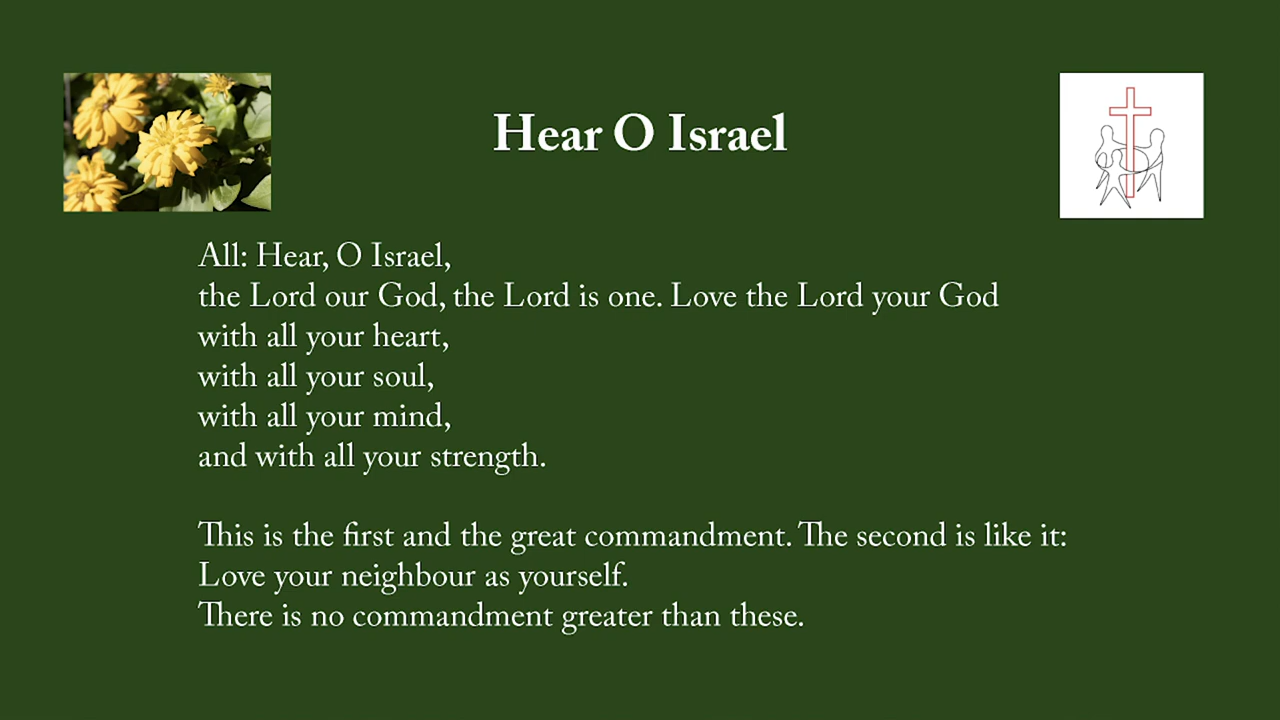 Hear O Israel
All: Hear, O Israel,
the Lord our God, the Lord is one. Love the Lord your God
with all your heart,
with all your soul,
with all your mind,
and with all your strength.
This is the first and the great commandment. The second is like it:
Love your neighbour as yourself.
There is no commandment greater than these.